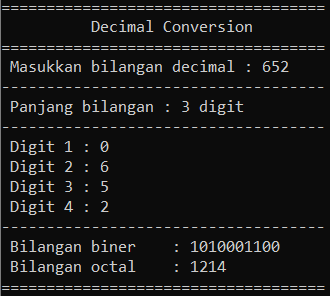 ====================================
Decimal Conversion
====================================
Masukkan bilangan decimal : 652
------------------------------------
Panjang bilangan : 3 digit
------------------------------------
Digit 1 : 0
Digit 2 : 6
Digit 3 : 5
Digit 4 : 2
------------------------------------
Bilangan biner    : 1010001100
Bilangan octal    : 1214
====================================